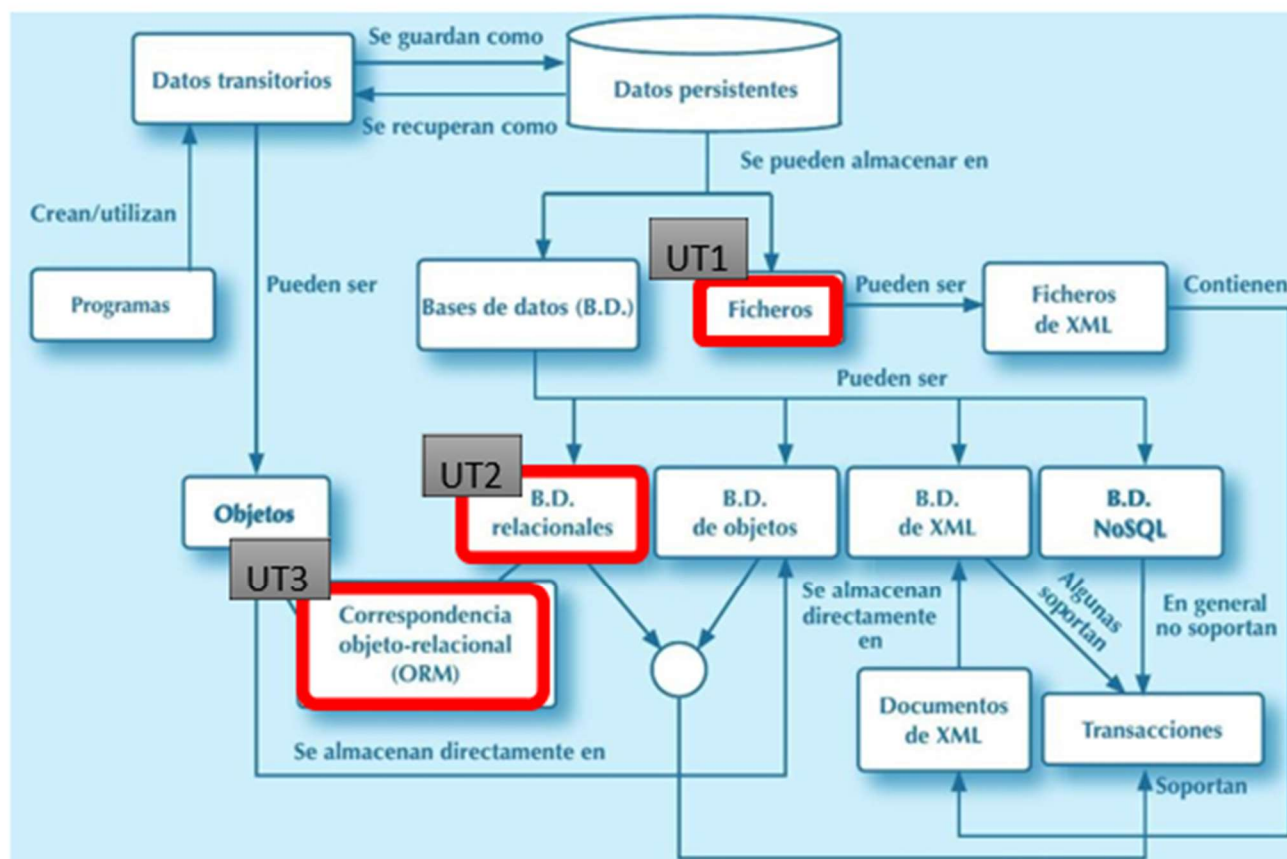 Se guardan como
Datos transitorios
Datos persistentes
Se recuperan como
Se pueden almacenar en
Crean/utilizan
UT1
Pueden ser
Pueden ser
Contienen
Programas
Bases de datos (B.D.)
Ficheros
Ficheros
de XML
Pueden ser
UT2
Objetos
B.D.
relacionales
B.D.
de objetos
B.D.
de XML
B.D.
NoSQL
UT3
Correspondencia
objeto-relacional
(ORM)
Se almacenan
directamente
en
Algunas
soportan
En general
no soportan
Documentos
de XML
Transacciones
Se almacenan directamente en
Soportan